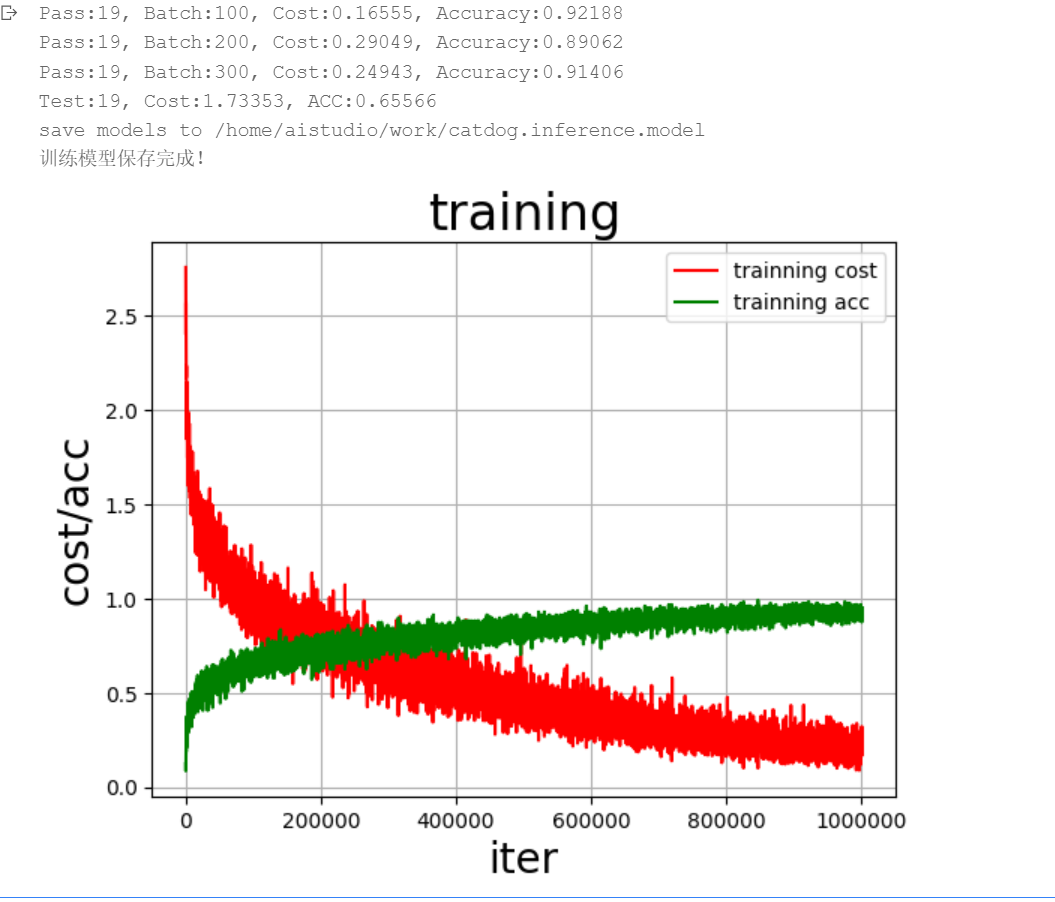 Pass:19, Batch:100, Cost:0.16555, Accuracy:0.92188
Pass:19, Batch:200, Cost:0.29049, Accuracy:0.89062
Pass:19, Batch:300, Cost:0.24943, Accuracy:0.91406
Test:19, Cost:1.73353, ACC:0.65566
save models to /home/aistudio/work/catdog.inference.model
训练模型保存完成!
training
trainning cost
trainning acc
2.5
2.0
1.5
1.0
0.5
0.0
cost/acc
0 200000 400000 600000 800000 1000000
iter